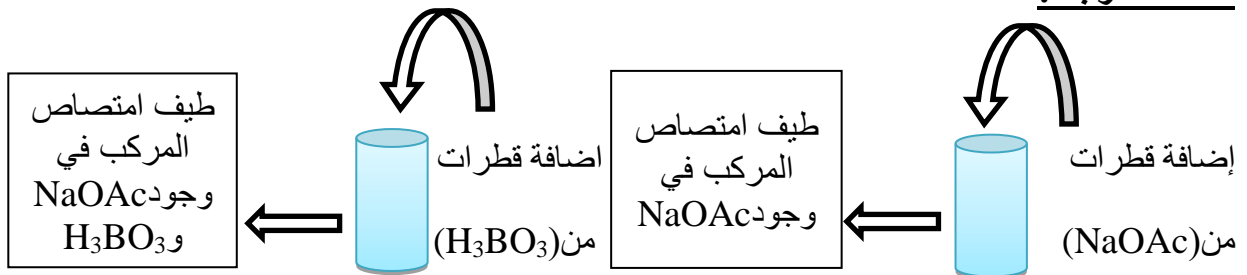 إضافة قطرات
من(NaOAc)
طيف امتصاص
المركب في
وجودNaOAc
اضافة قطرات
من(H₃BO₃)
طيف امتصاص
المركب في
وجودNaOAc
وH₃BO₃